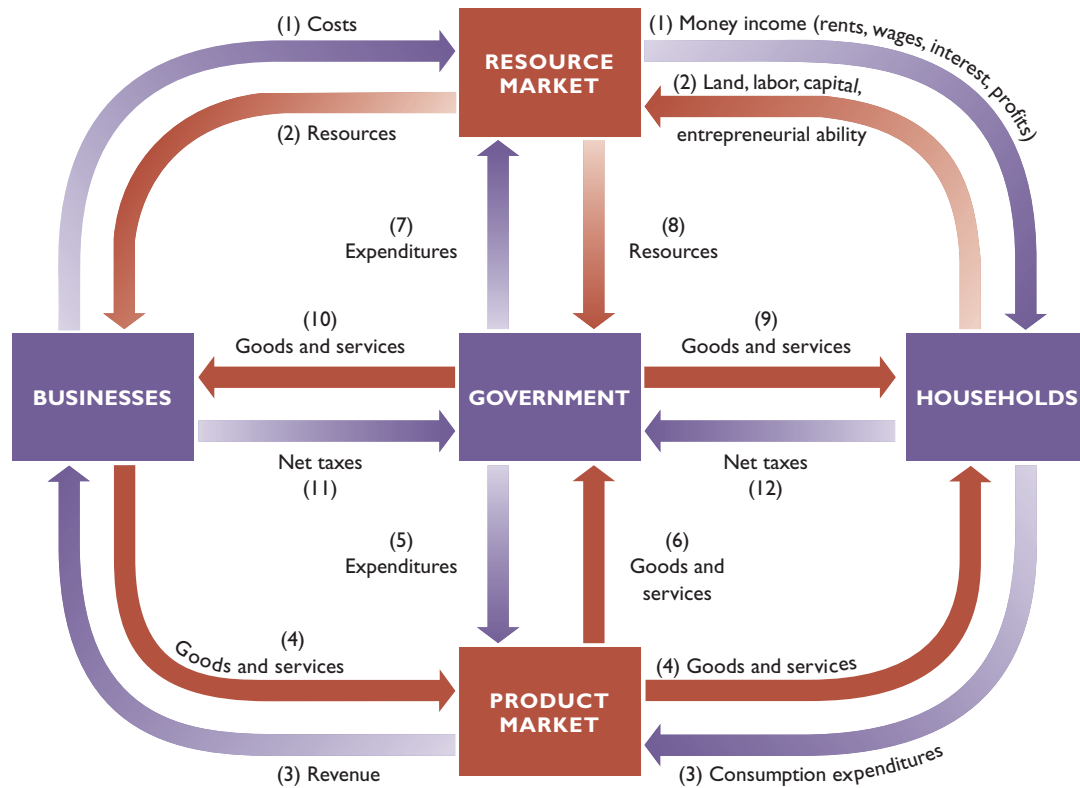 (1) Costs
RESOURCE
MARKET
(1) Money income (rents, wages, interest, profits)
(2) Land, labor, capital,
entrepreneurial ability
(2) Resources
(7)
Expenditures
(8)
Resources
(10)
Goods and services
(9)
Goods and services
BUSINESSES
GOVERNMENT
HOUSEHOLDS
Net taxes
(11)
Net taxes
(12)
(5)
Expenditures
(6)
Goods and
services
(4)
Goods and services
(4) Goods and services
PRODUCT
MARKET
(3) Revenue
(3) Consumption expenditures